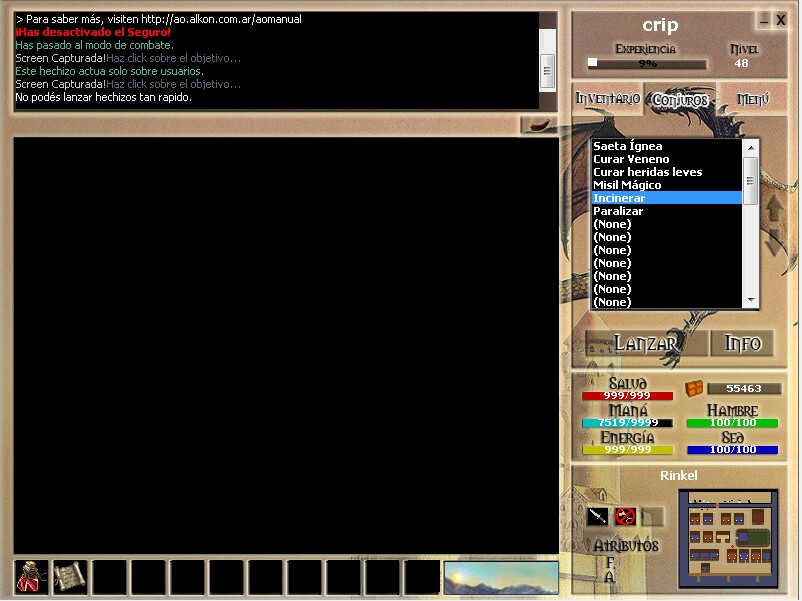 > Para saber más, visiten http://ao.alkon.com.ar/aomanual
¡Has desactivado el Seguro!
Has pasado al modo de combate.
Screen Capturada!Haz click sobre el objetivo...
Este hechizo actua solo sobre usuarios.
Screen Capturada!Haz click sobre el objetivo...
No podés lanzar hechizos tan rapido.
crip
Experiencia
9%
Nivel
48
Inventario
Conjuros
Menú
Saeta Ígnea
Curar Veneno
Curar heridas leves
Misil Mágico
Incinerar
Paralizar
(None)
(None)
(None)
(None)
(None)
(None)
(None)
Lanzar
Info
Salud
999/999
55463
Maná
7519/9999
Hambre
100/100
Energía
999/999
Sed
100/100
Rinkel
Atributos
F
A